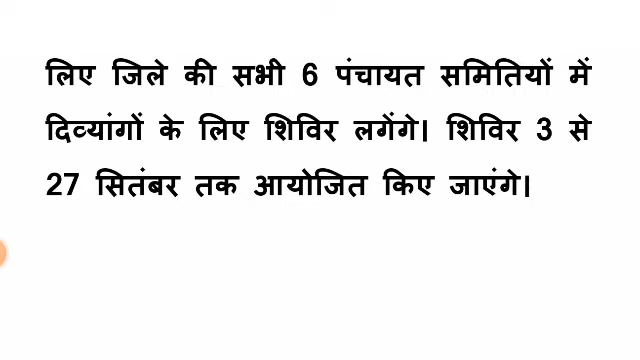 लिए जिले की सभी 6 पंचायत समितियों में
दिव्यांगों के लिए शिविर लगेंगे। शिविर 3 से
27 सितंबर तक आयोजित किए जाएंगे।